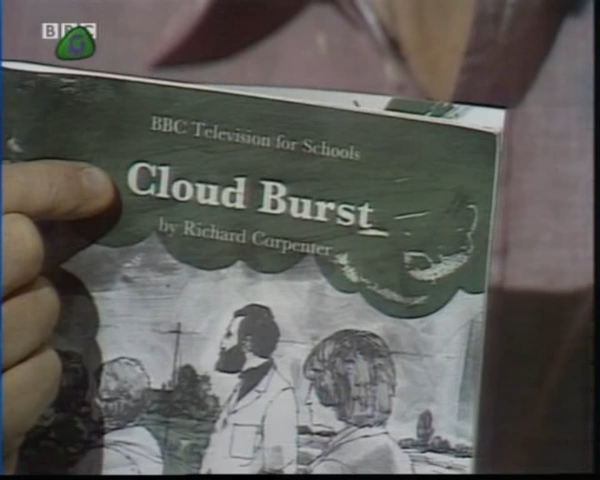 BBC
G
BBC Television for Schools
Cloud Burst
by Richard Carpenter